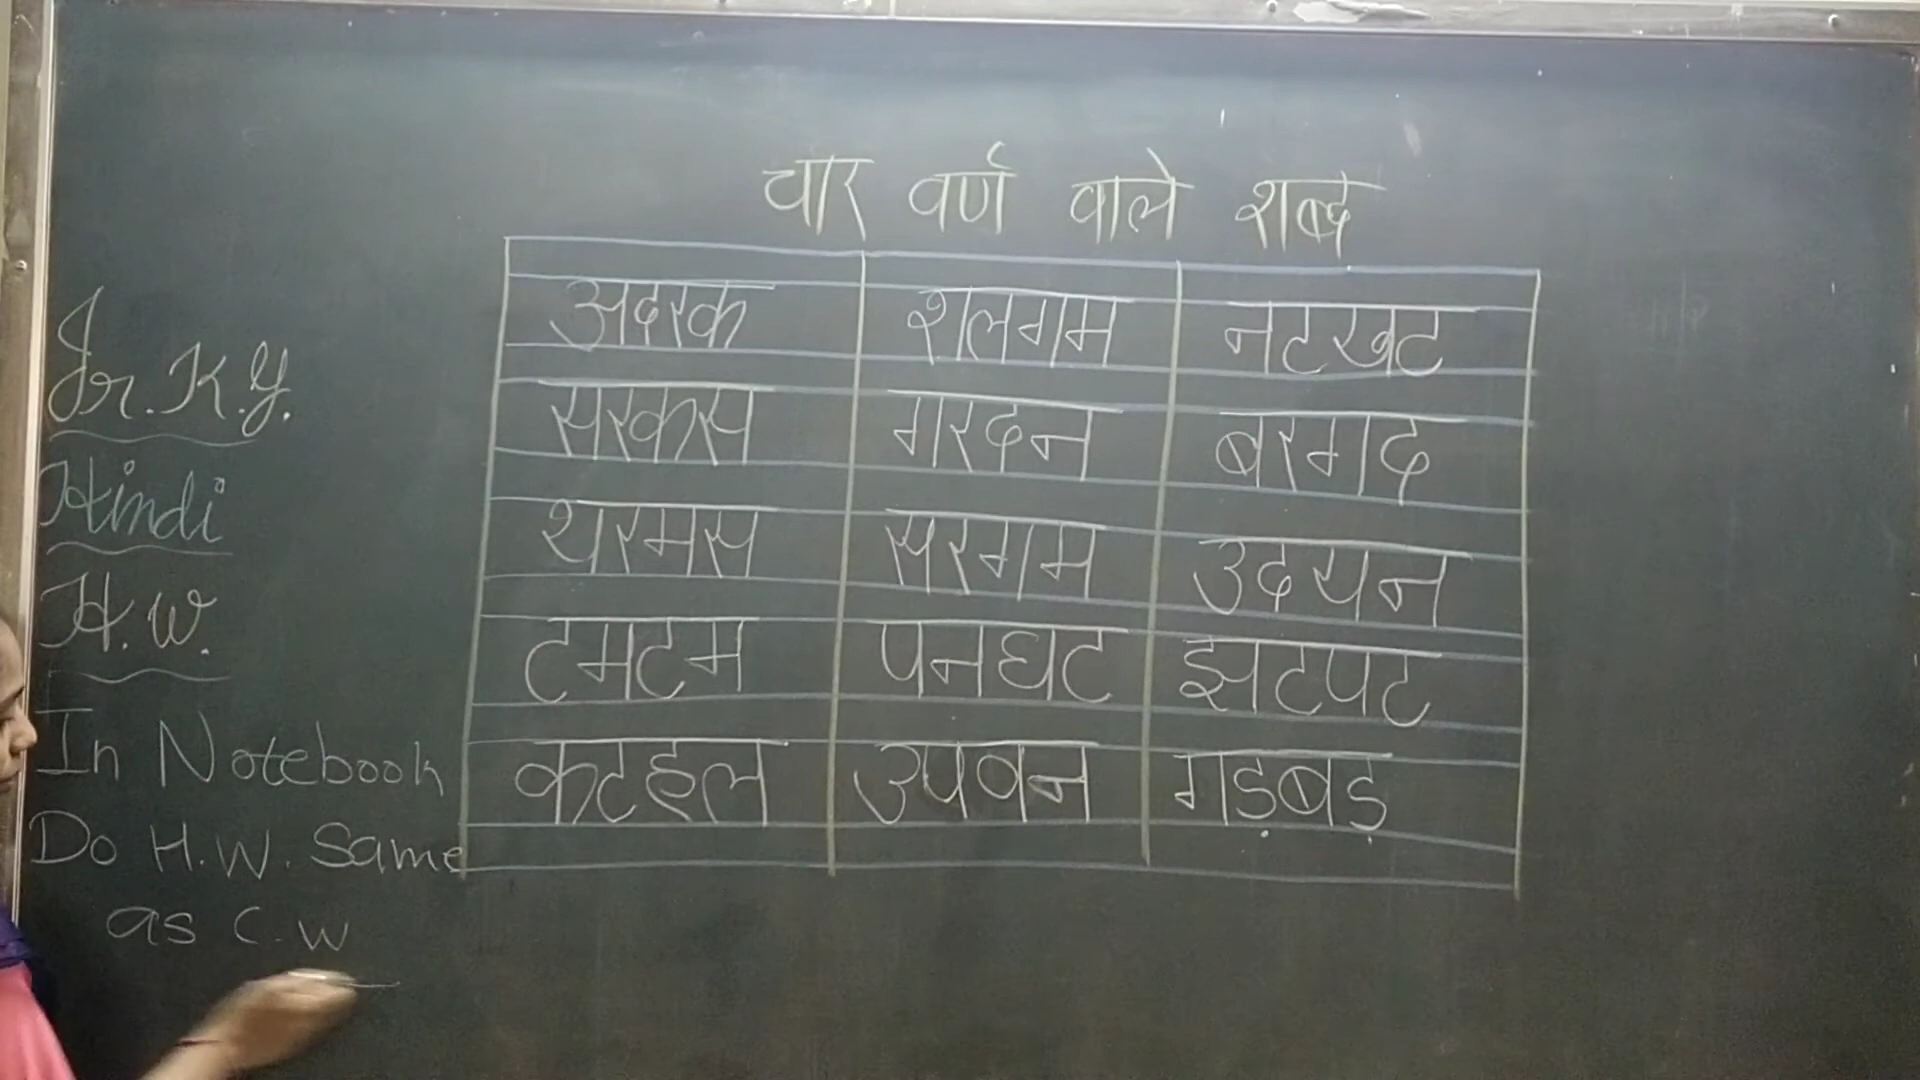 चार वर्ण वाले शब्द
अदरक शलगम नटखट
सरकस गरदन बरगद
थरमस सरगम उदयन
टमटम पनघट झटपट
कटहल उपवन गड़बड़
Jr. K.G.
Hindi
H.W.
In Notebook
Do H.W. Same
as C.W